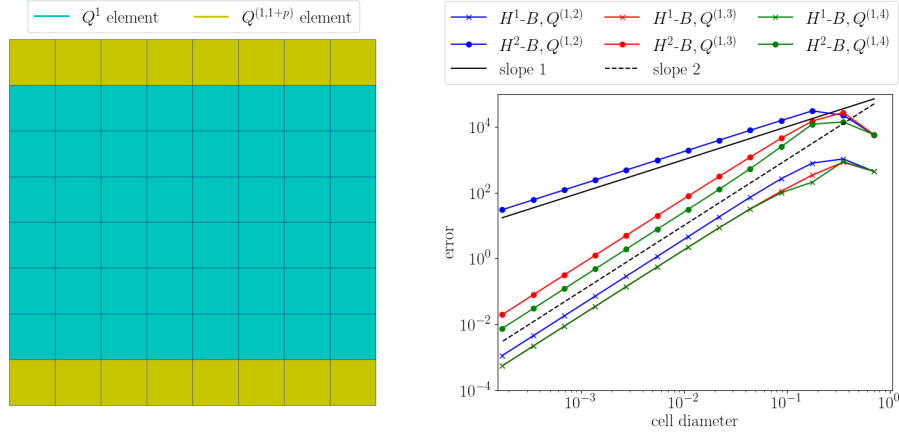 Q^1 element Q^{(1,1+p)} element
H^1-B, Q^{(1,2)} H^1-B, Q^{(1,3)} H^1-B, Q^{(1,4)}
H^2-B, Q^{(1,2)} H^2-B, Q^{(1,3)} H^2-B, Q^{(1,4)}
slope 1 slope 2
10^4
10^2
10^0
10^{-2}
10^{-4}
error
10^{-3} 10^{-2} 10^{-1} 10^0
cell diameter